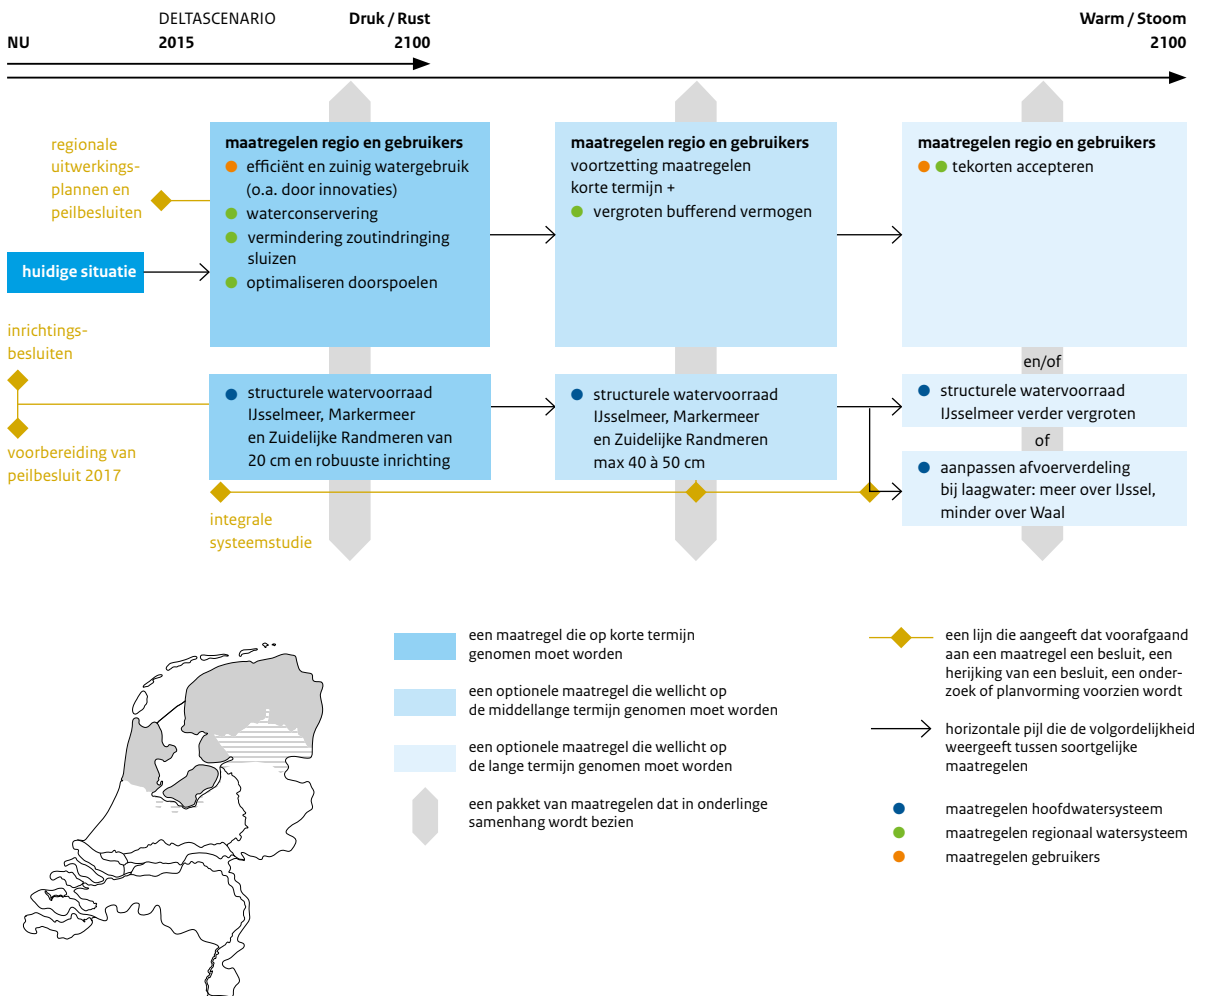 DELTASCENARIO
Druk / Rust
Warm / Stoom
NU
2015
2100
2100
regionale
uitwerkings-
plannen en
peilbesluiten
huidige situatie
inrichtings-
besluiten
voorbereiding van
peilbesluit 2017
maatregelen regio en gebruikers
efficiënt en zuinig watergebruik
(o.a. door innovaties)
waterconservering
vermindering zoutindringing
sluizen
optimaliseren doorspoelen
maatregelen regio en gebruikers
voortzetting maatregelen
korte termijn +
vergroten bufferend vermogen
maatregelen regio en gebruikers
tekorten accepteren
en/of
structurele watervoorraad
IJsselmeer, Markermeer
en Zuidelijke Randmeren van
20 cm en robuuste inrichting
structurele watervoorraad
IJsselmeer, Markermeer
en Zuidelijke Randmeren
max 40 à 50 cm
structurele watervoorraad
IJsselmeer verder vergroten
of
aanpassen afvoerverdeling
bij laagwater: meer over IJssel,
minder over Waal
integrale
systeemstudie
een maatregel die op korte termijn
genomen moet worden
een optionele maatregel die wellicht op
de middellange termijn genomen moet worden
een optionele maatregel die wellicht op
de lange termijn genomen moet worden
een pakket van maatregelen dat in onderlinge
samenhang wordt bezien
een lijn die aangeeft dat voorafgaand
aan een maatregel een besluit, een
herijking van een besluit, een onder-
zoek of planvorming voorzien wordt
horizontale pijl die de volgordelijkheid
weergeeft tussen soortgelijke
maatregelen
maatregelen hoofdwatersysteem
maatregelen regionaal watersysteem
maatregelen gebruikers